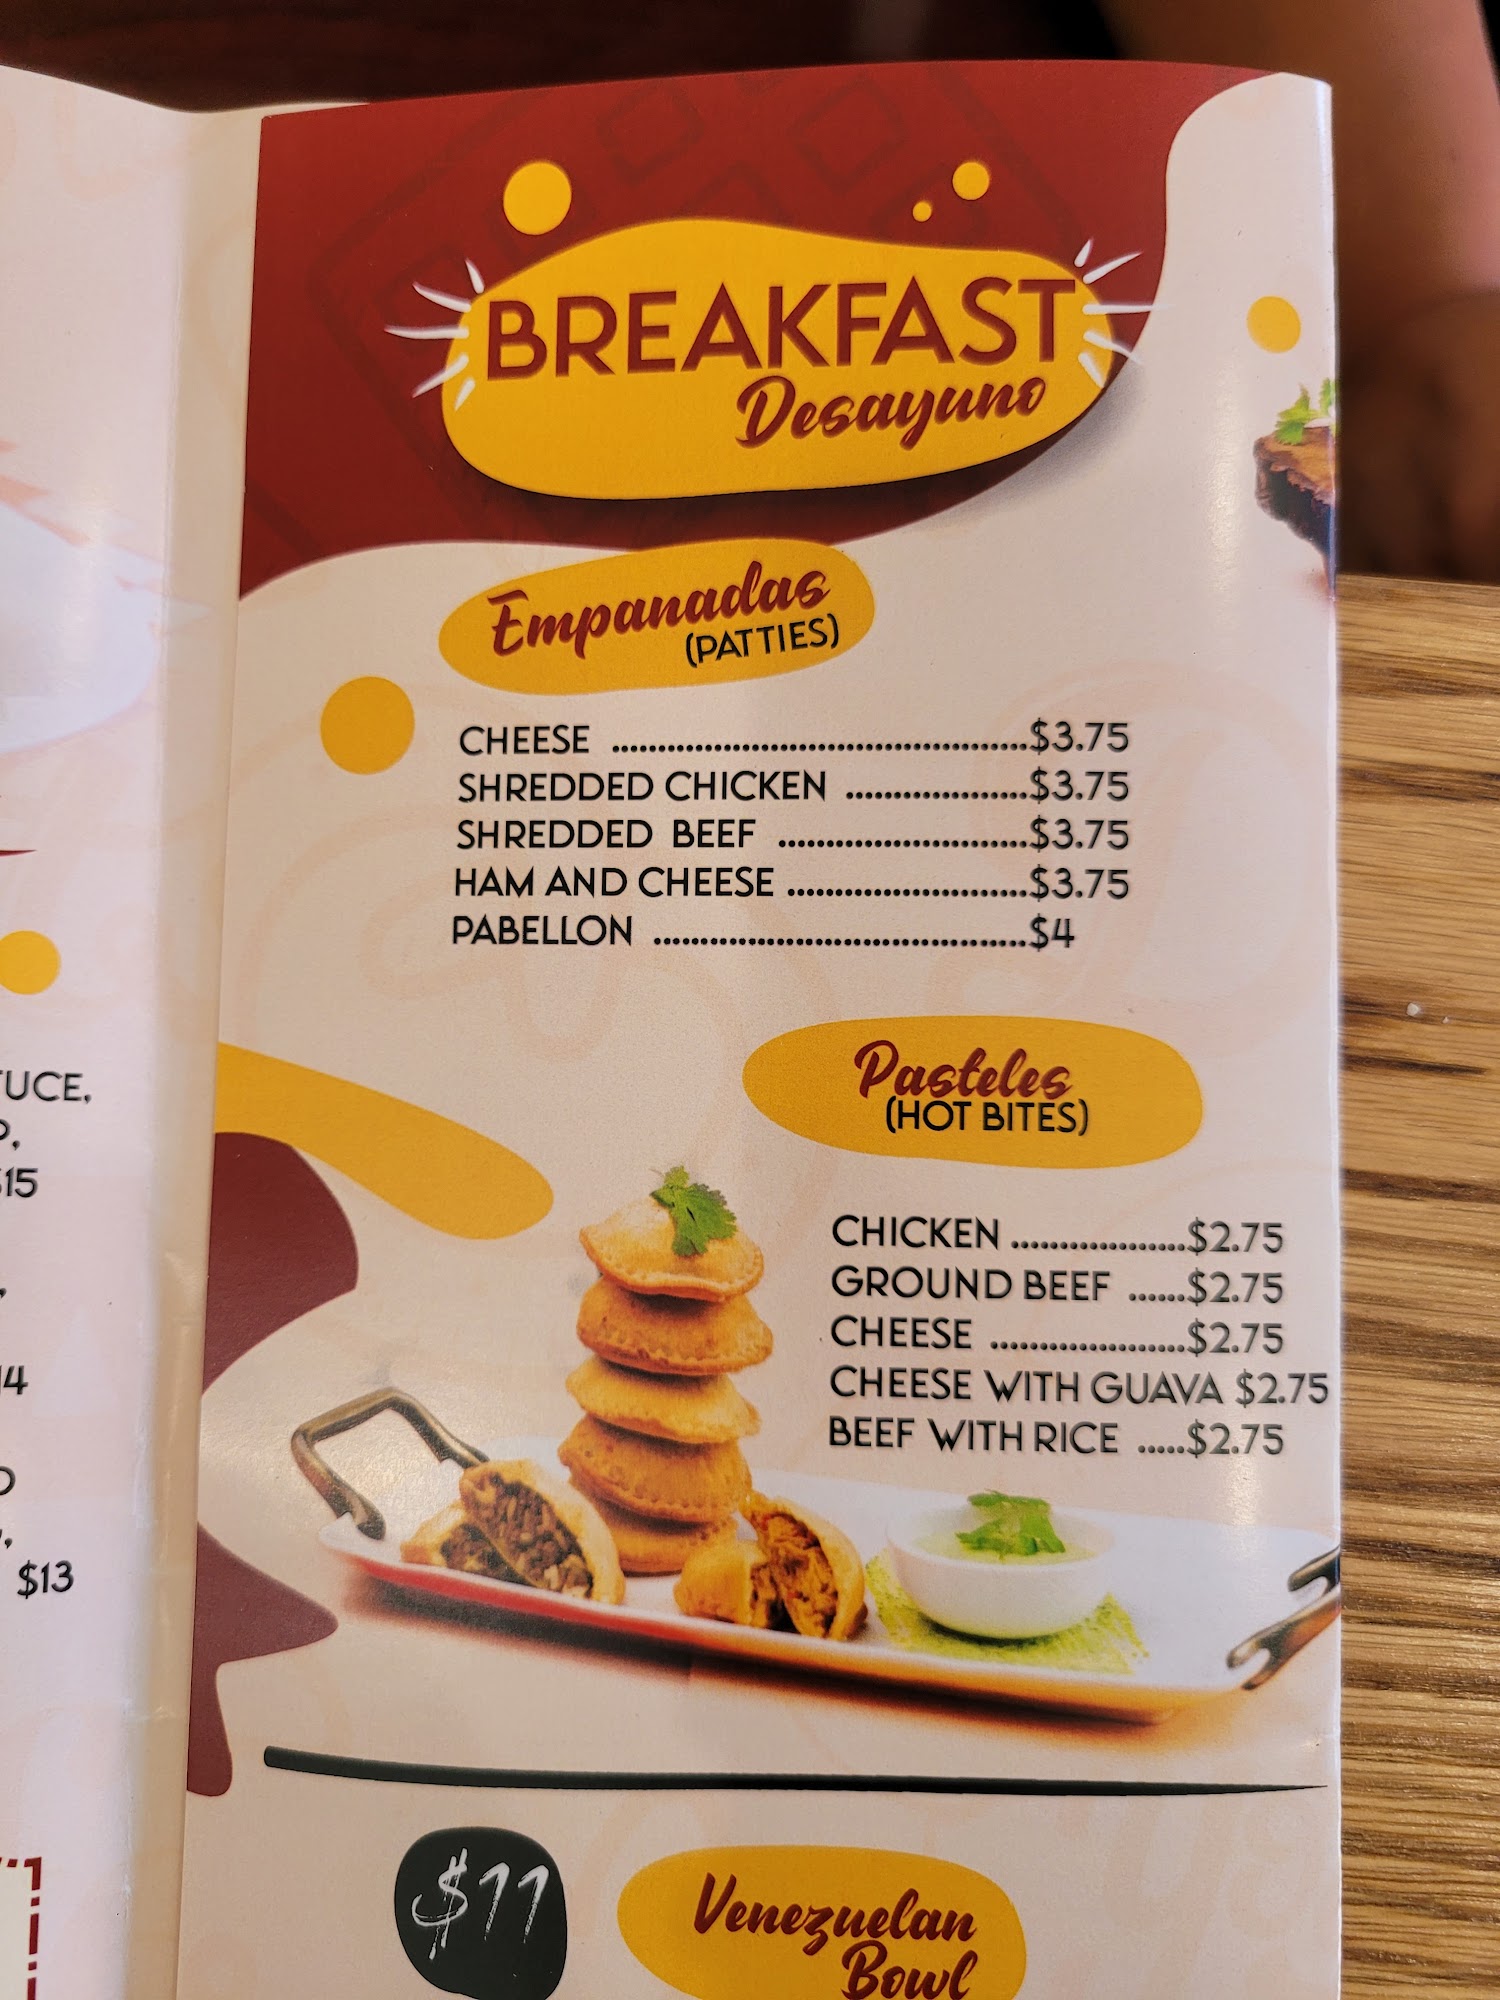 BREAKFAST
Desayuno
Empanadas
(PATTIES)
CHEESE ............................................$3.75
SHREDDED CHICKEN ...................$3.75
SHREDDED BEEF ..........................$3.75
HAM AND CHEESE .........................$3.75
PABELLON .......................................$4
Pasteles
(HOT BITES)
CHICKEN ..................$2.75
GROUND BEEF ......$2.75
CHEESE ....................$2.75
CHEESE WITH GUAVA $2.75
BEEF WITH RICE .....$2.75
$11
Venezuelan
Bowl
$13